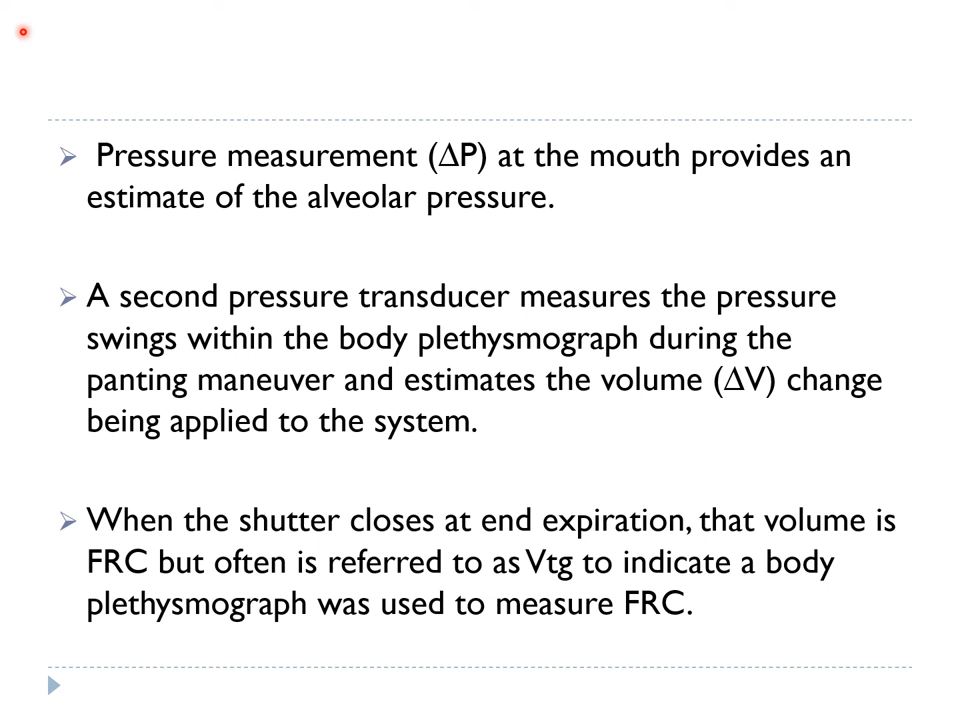 Pressure measurement (∆P) at the mouth provides an
estimate of the alveolar pressure.
A second pressure transducer measures the pressure
swings within the body plethysmograph during the
panting maneuver and estimates the volume (∆V) change
being applied to the system.
When the shutter closes at end expiration, that volume is
FRC but often is referred to as Vtg to indicate a body
plethysmograph was used to measure FRC.